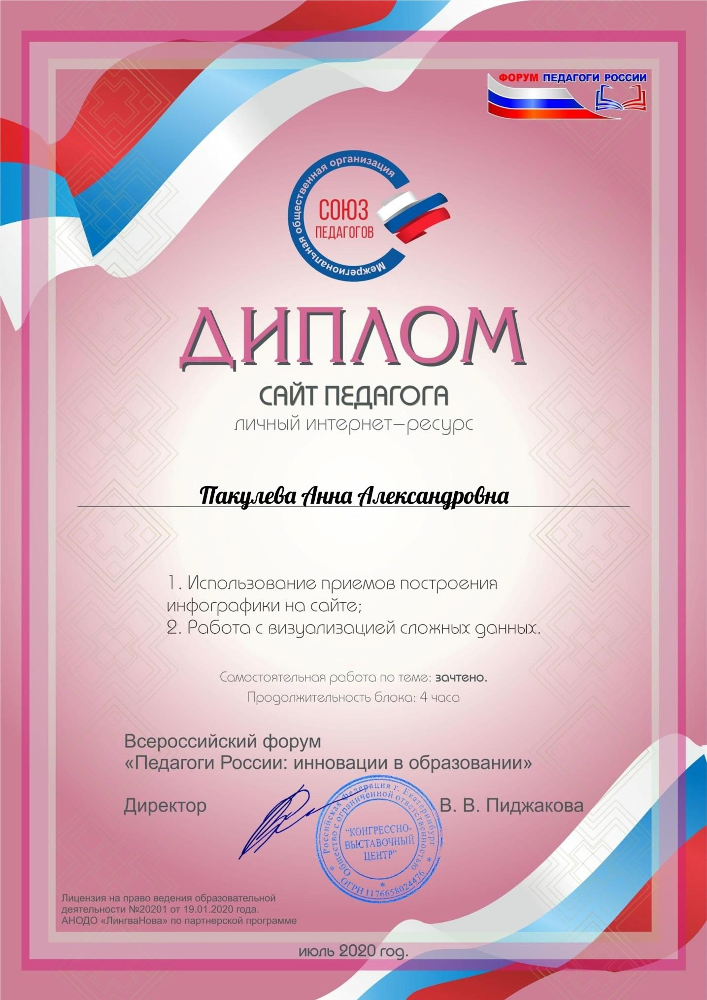 ФОРУМ ПЕДАГОГИ РОССИИ
Межрегиональная общественная организация
СОЮЗ
ПЕДАГОГОВ
ДИПЛОМ
САЙТ ПЕДАГОГА
личный интернет-ресурс
Пакулева Анна Александровна
1. Использование приемов построения
инфографики на сайте;
2. Работа с визуализацией сложных данных.
Самостоятельная работа по теме: зачтено.
Продолжительность блока: 4 часа
Всероссийский форум
«Педагоги России: инновации в образовании»
Директор
В. В. Пиджакова
Российская Федерация г. Екатеринбург
Общество с ограниченной ответственностью
"КОНГРЕССНО-
ВЫСТАВОЧНЫЙ
ЦЕНТР"
ОГРН 1176658024476
Лицензия на право ведения образовательной
деятельности №20201 от 19.01.2020 года.
АНОДО «ЛингваНова» по партнерской программе
июль 2020 год.